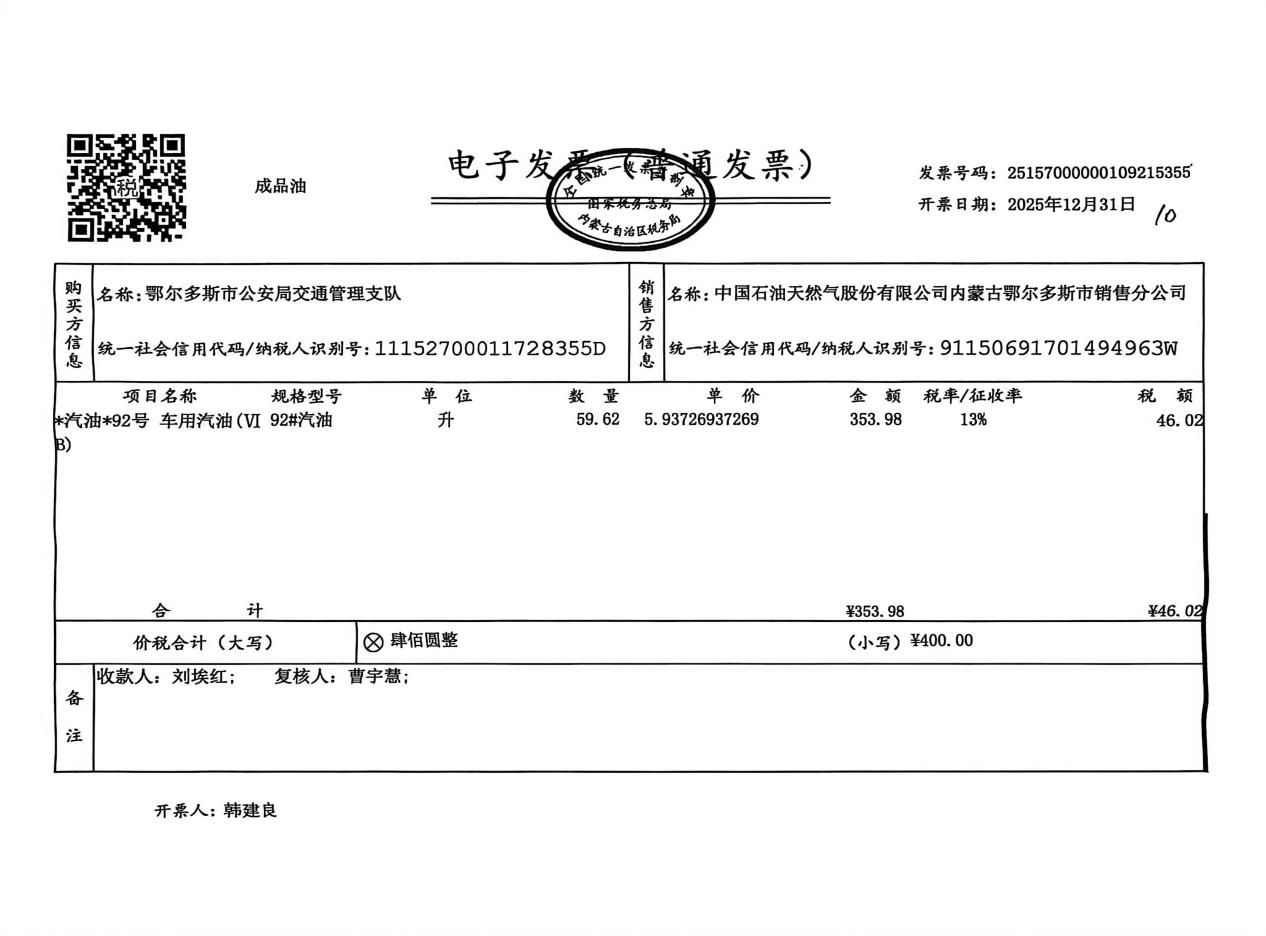 电子发票（普通发票）
成品油
税
全国统一发票监制章
国家税务总局
内蒙古自治区税务局
发票号码：25157000000109215355
开票日期：2025年12月31日
10
购买方信息
名称：鄂尔多斯市公安局交通管理支队
统一社会信用代码/纳税人识别号：11152700011728355D
销售方信息
名称：中国石油天然气股份有限公司内蒙古鄂尔多斯市销售分公司
统一社会信用代码/纳税人识别号：91150691701494963W
项目名称 规格型号 单位 数量 单价 金额 税率/征收率 税额
*汽油*92号 车用汽油(Ⅵ 92#汽油 升 59.62 5.93726937269 353.98 13% 46.02
B)
合计 ¥353.98 ¥46.02
价税合计（大写） ⊗肆佰圆整 （小写）¥400.00
备注
收款人：刘埃红; 复核人：曹宇慧;
开票人：韩建良